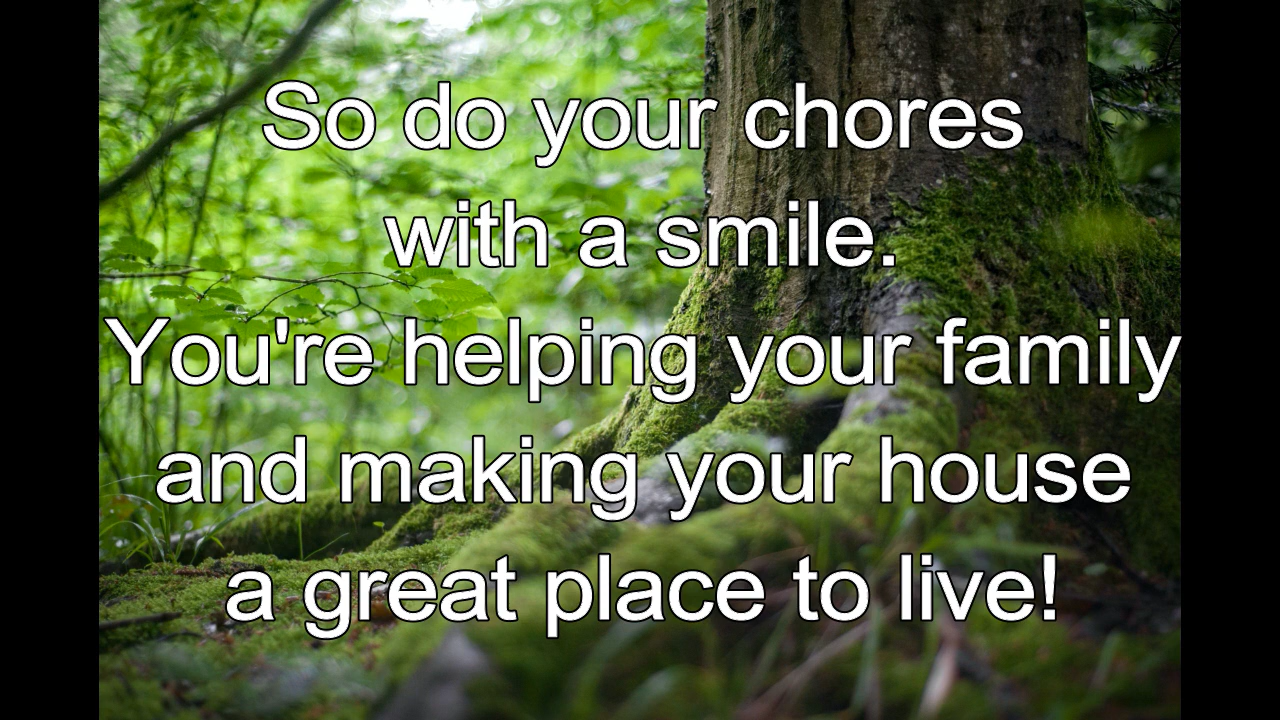 So do your chores
with a smile.
You're helping your family
and making your house
a great place to live!